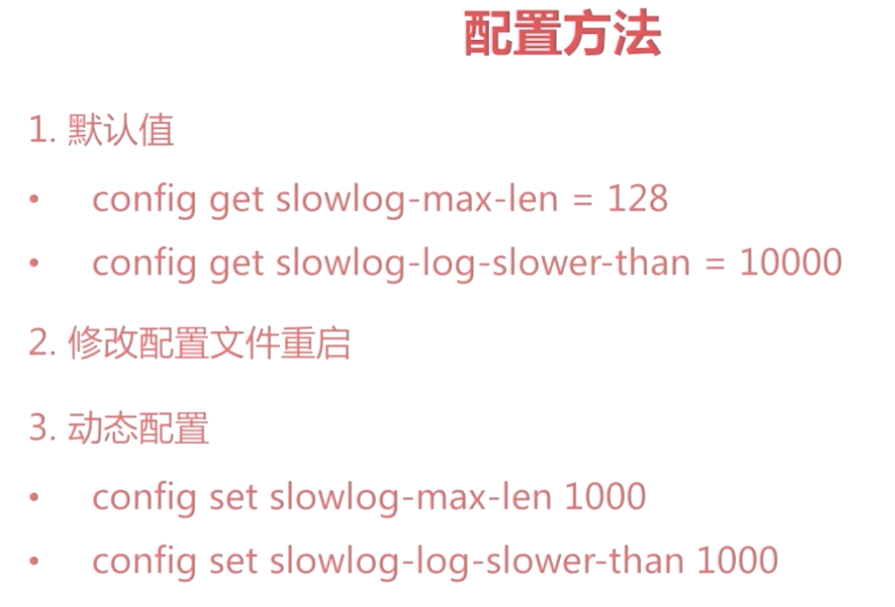 配置方法
1. 默认值
• config get slowlog-max-len = 128
• config get slowlog-log-slower-than = 10000
2. 修改配置文件重启
3. 动态配置
• config set slowlog-max-len 1000
• config set slowlog-log-slower-than 1000